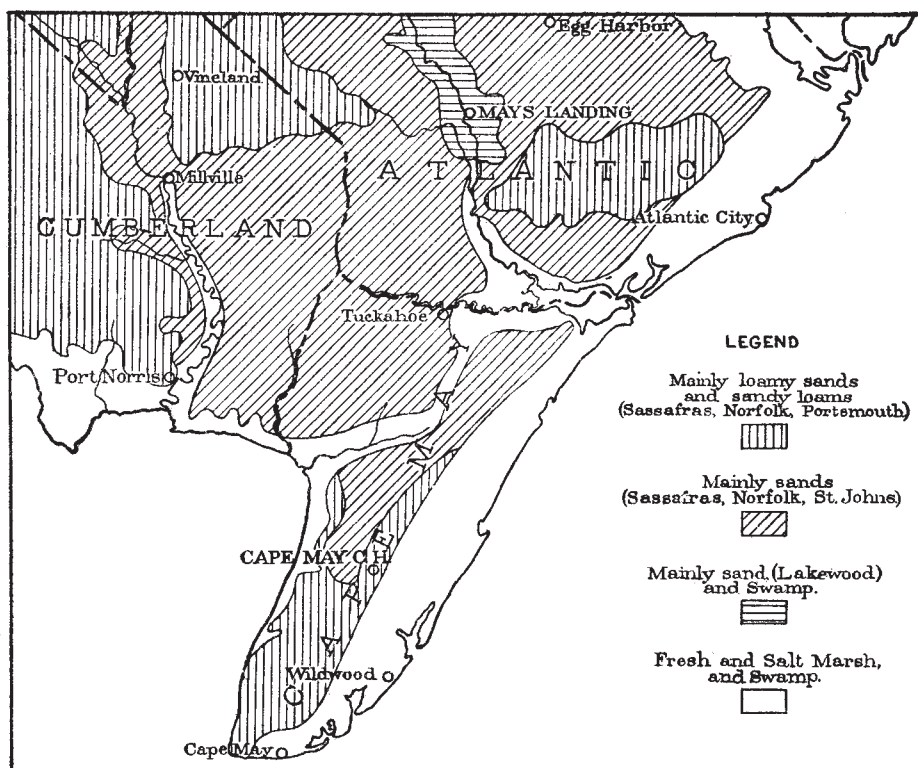 Egg Harbor
Vineland
MAYS LANDING
ATLANTIC
Millville
Atlantic City
CUMBERLAND
Tuckahoe
Port Norris
CAPE MAY
CAPE MAY C.H.
Wildwood
Cape May
LEGEND
Mainly loamy sands
and sandy loams
(Sassafras, Norfolk, Portsmouth)
Mainly sands
(Sassafras, Norfolk, St. Johns)
Mainly sand, (Lakewood)
and Swamp.
Fresh and Salt Marsh,
and Swamp.